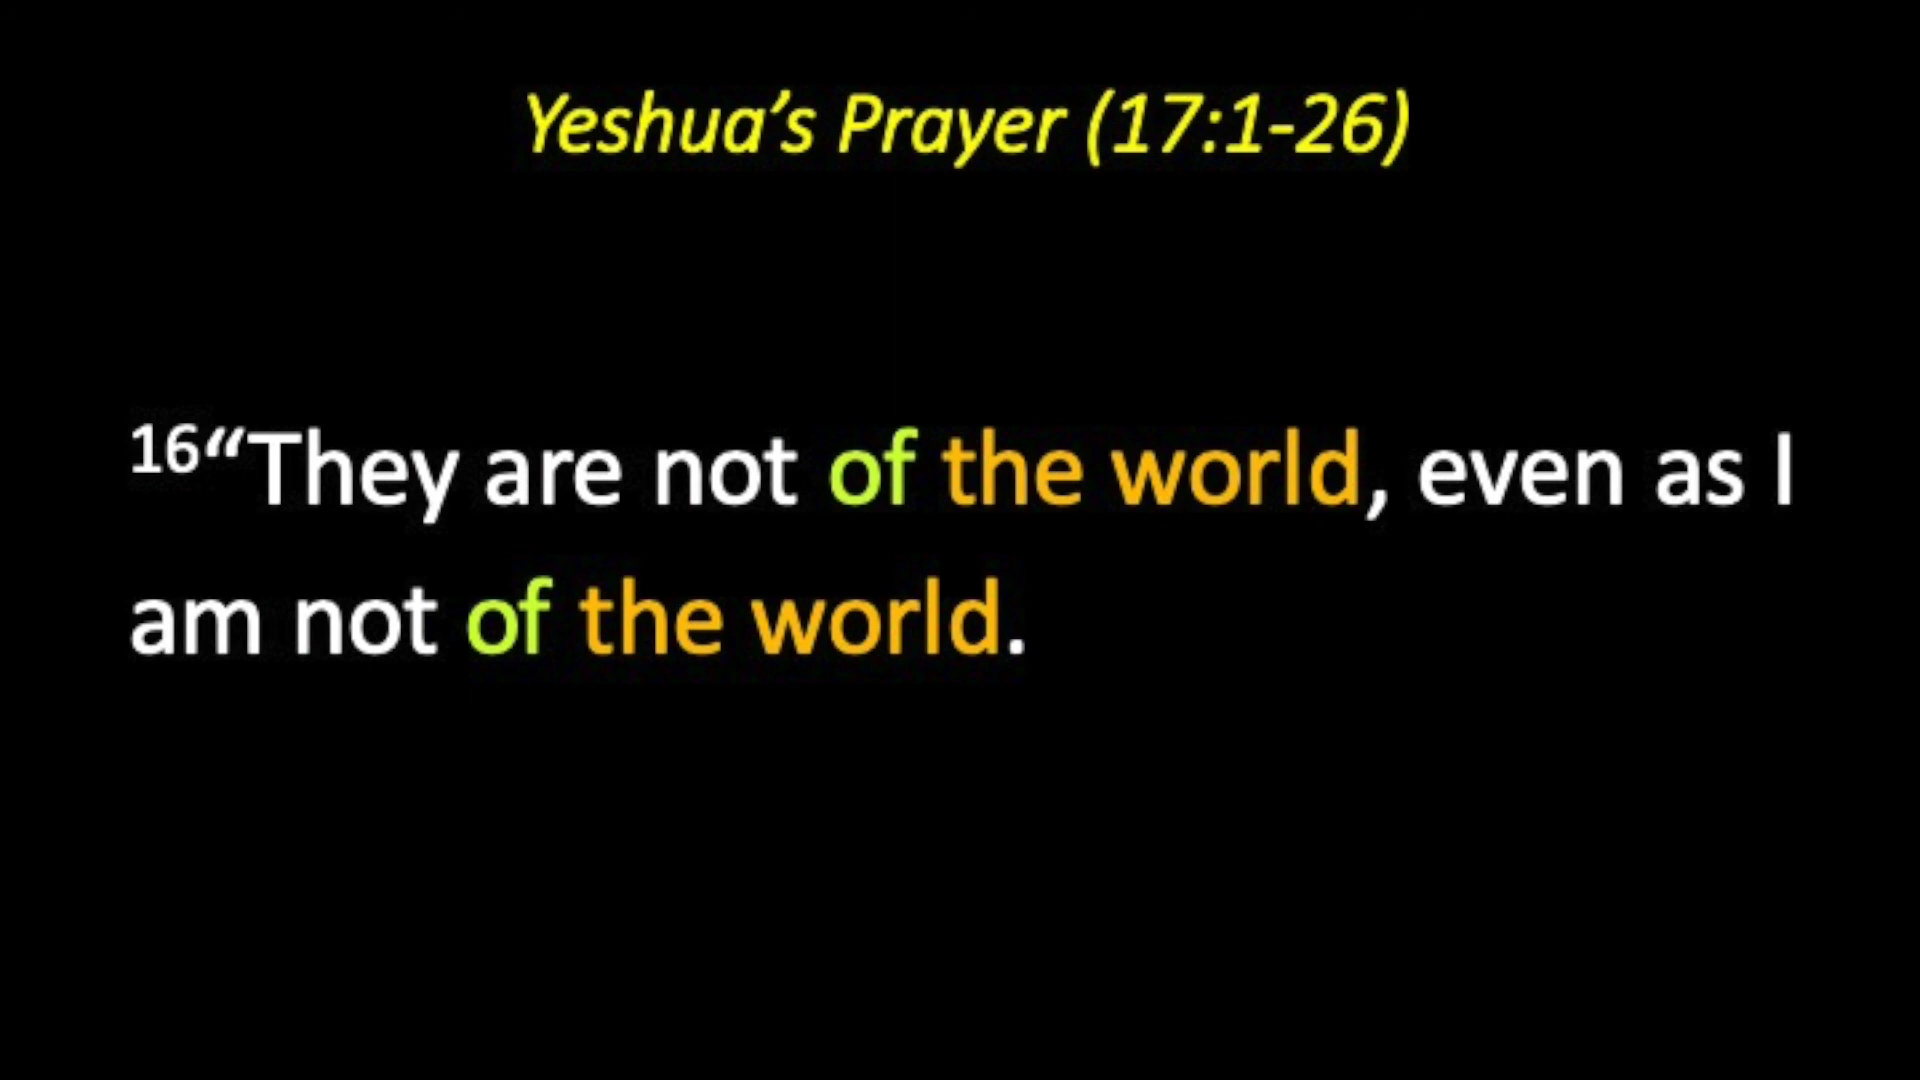 Yeshua’s Prayer (17:1-26)
16“They are not of the world, even as I
am not of the world.